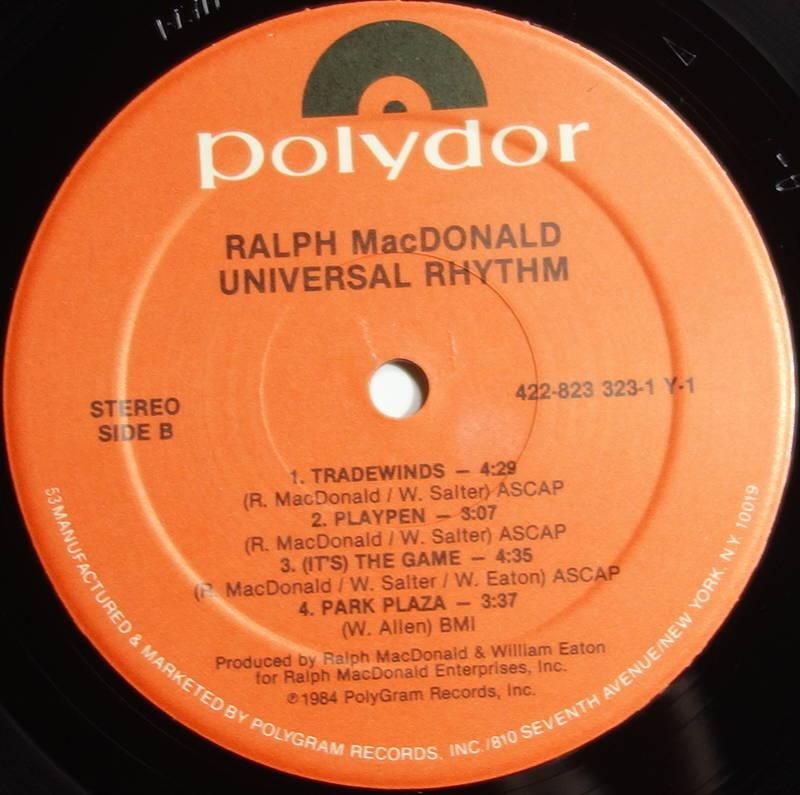 polydor
RALPH MacDONALD
UNIVERSAL RHYTHM
STEREO
SIDE B
422-823 323-1 Y-1
1. TRADEWINDS — 4:29
(R. MacDonald / W. Salter) ASCAP
2. PLAYPEN — 3:07
(R. MacDonald / W. Salter) ASCAP
3. (IT'S) THE GAME — 4:35
(R. MacDonald / W. Salter / W. Eaton) ASCAP
4. PARK PLAZA — 3:37
(W. Allen) BMI
Produced by Ralph MacDonald & William Eaton
for Ralph MacDonald Enterprises, Inc.
℗1984 PolyGram Records, Inc.
53MANUFACTURED & MARKETED BY POLYGRAM RECORDS, INC./810 SEVENTH AVENUE/NEW YORK, N.Y. 10019